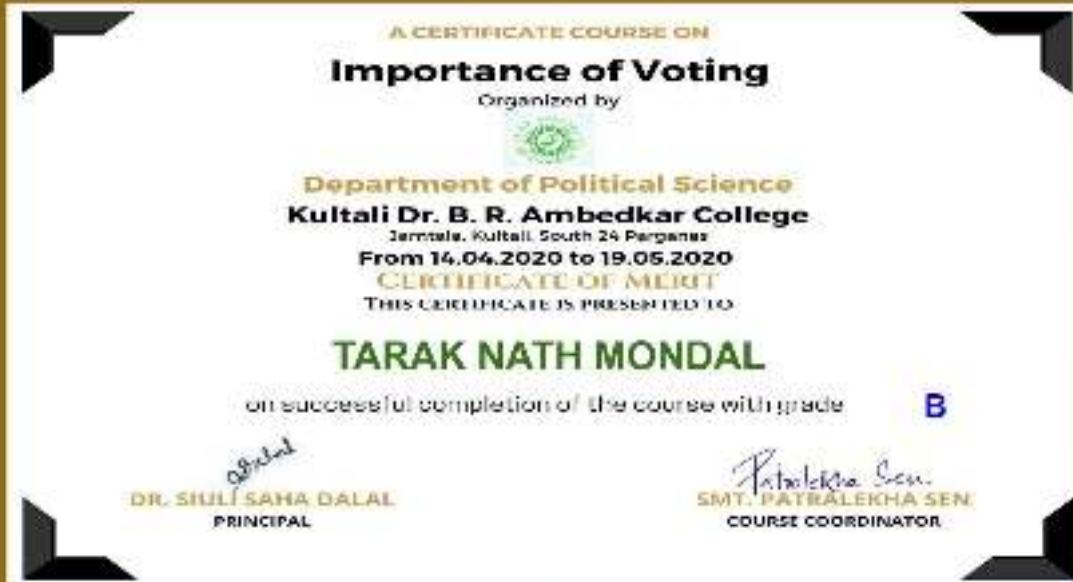 A CERTIFICATE COURSE ON
Importance of Voting
Organized by
Department of Political Science
Kultali Dr. B. R. Ambedkar College
Jamtala, Kultali, South 24 Parganas
From 14.04.2020 to 19.05.2020
CERTIFICATE OF MERIT
THIS CERTIFICATE IS PRESENTED TO
TARAK NATH MONDAL
on successful completion of the course with grade B
Patralekha Sen.
DR. SIULI SAHA DALAL
SMT. PATRALEKHA SEN
PRINCIPAL
COURSE COORDINATOR